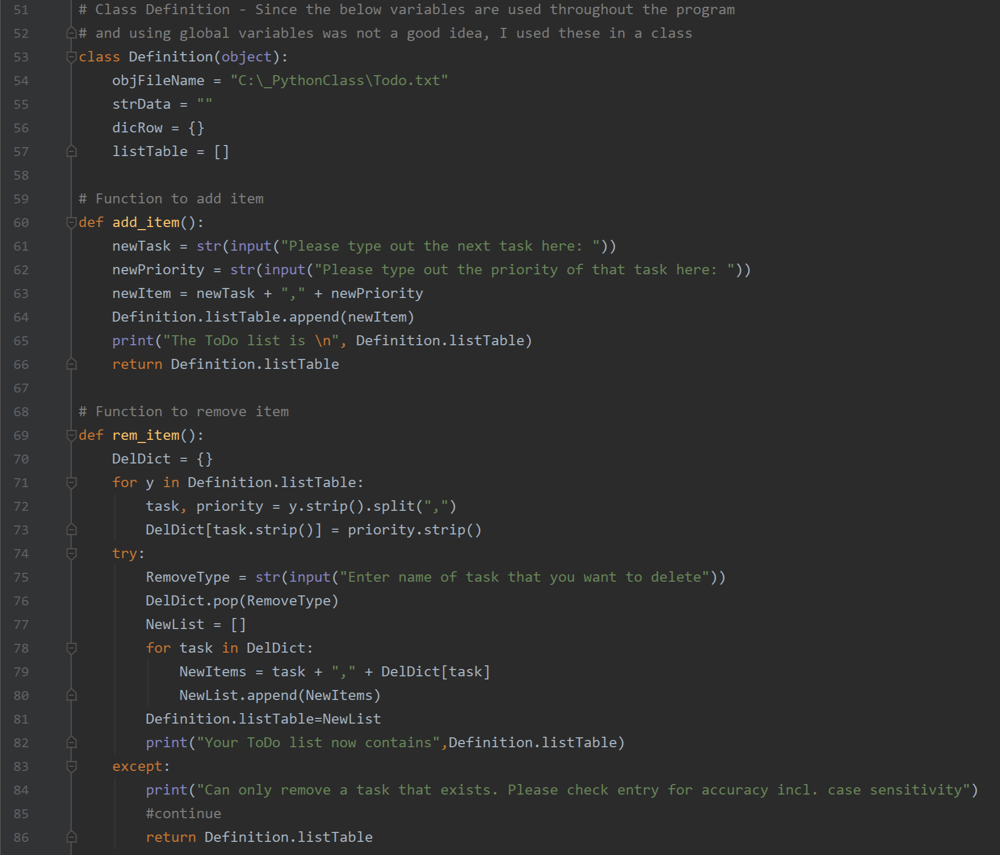 51 # Class Definition - Since the below variables are used throughout the program
52 # and using global variables was not a good idea, I used these in a class
53 class Definition(object):
54     objFileName = "C:\_PythonClass\Todo.txt"
55     strData = ""
56     dicRow = {}
57     listTable = []
58
59 # Function to add item
60 def add_item():
61     newTask = str(input("Please type out the next task here: "))
62     newPriority = str(input("Please type out the priority of that task here: "))
63     newItem = newTask + "," + newPriority
64     Definition.listTable.append(newItem)
65     print("The ToDo list is \n", Definition.listTable)
66     return Definition.listTable
67
68 # Function to remove item
69 def rem_item():
70     DelDict = {}
71     for y in Definition.listTable:
72         task, priority = y.strip().split(",")
73         DelDict[task.strip()] = priority.strip()
74     try:
75         RemoveType = str(input("Enter name of task that you want to delete"))
76         DelDict.pop(RemoveType)
77         NewList = []
78         for task in DelDict:
79             NewItems = task + "," + DelDict[task]
80             NewList.append(NewItems)
81         Definition.listTable=NewList
82         print("Your ToDo list now contains",Definition.listTable)
83     except:
84         print("Can only remove a task that exists. Please check entry for accuracy incl. case sensitivity")
85         #continue
86         return Definition.listTable